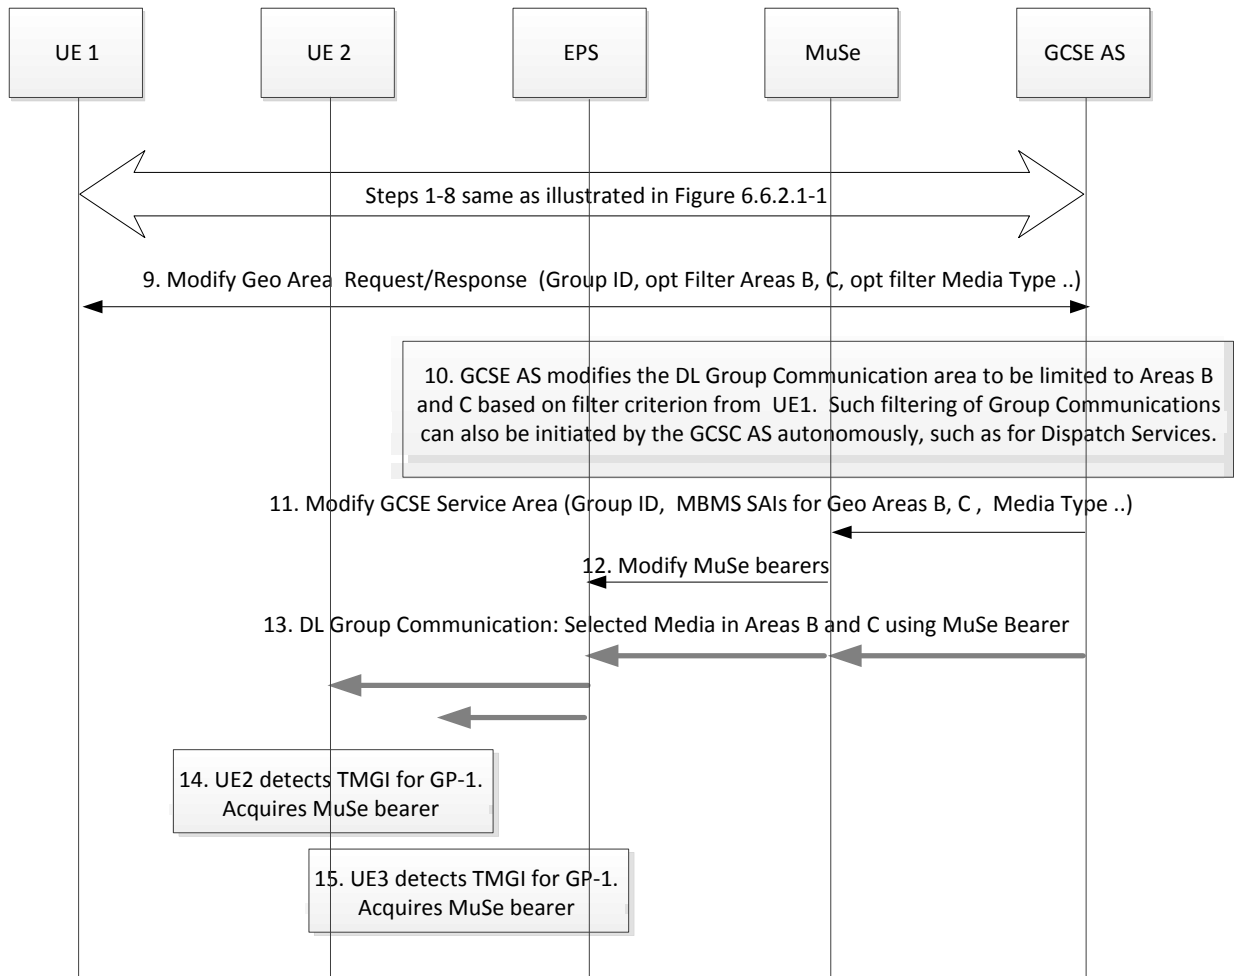 UE 1
UE 2
EPS
MuSe
GCSE AS
Steps 1-8 same as illustrated in Figure 6.6.2.1-1
9. Modify Geo Area Request/Response (Group ID, opt Filter Areas B, C, opt filter Media Type ..)
10. GCSE AS modifies the DL Group Communication area to be limited to Areas B
and C based on filter criterion from UE1. Such filtering of Group Communications
can also be initiated by the GCSC AS autonomously, such as for Dispatch Services.
11. Modify GCSE Service Area (Group ID, MBMS SAIs for Geo Areas B, C , Media Type ..)
12. Modify MuSe bearers
13. DL Group Communication: Selected Media in Areas B and C using MuSe Bearer
14. UE2 detects TMGI for GP-1.
Acquires MuSe bearer
15. UE3 detects TMGI for GP-1.
Acquires MuSe bearer